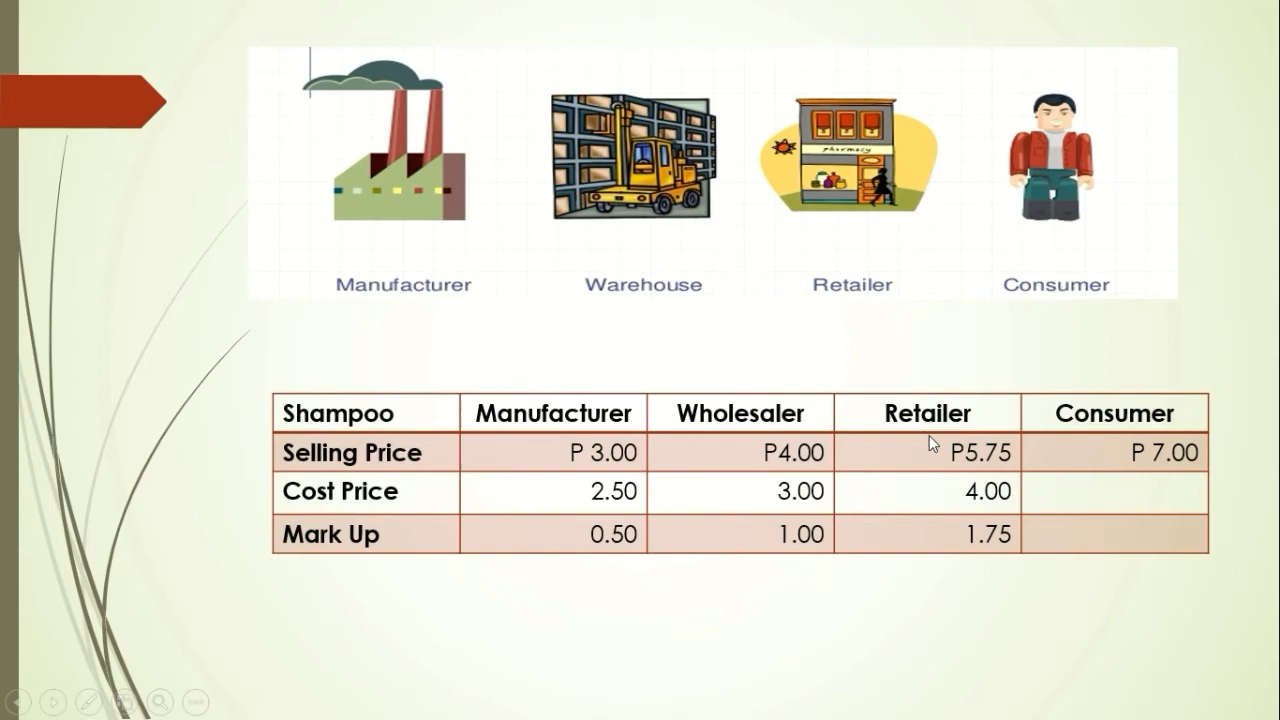 pharmacy
Manufacturer Warehouse Retailer Consumer
Shampoo Manufacturer Wholesaler Retailer Consumer
Selling Price P 3.00 P4.00 P5.75 P 7.00
Cost Price 2.50 3.00 4.00
Mark Up 0.50 1.00 1.75